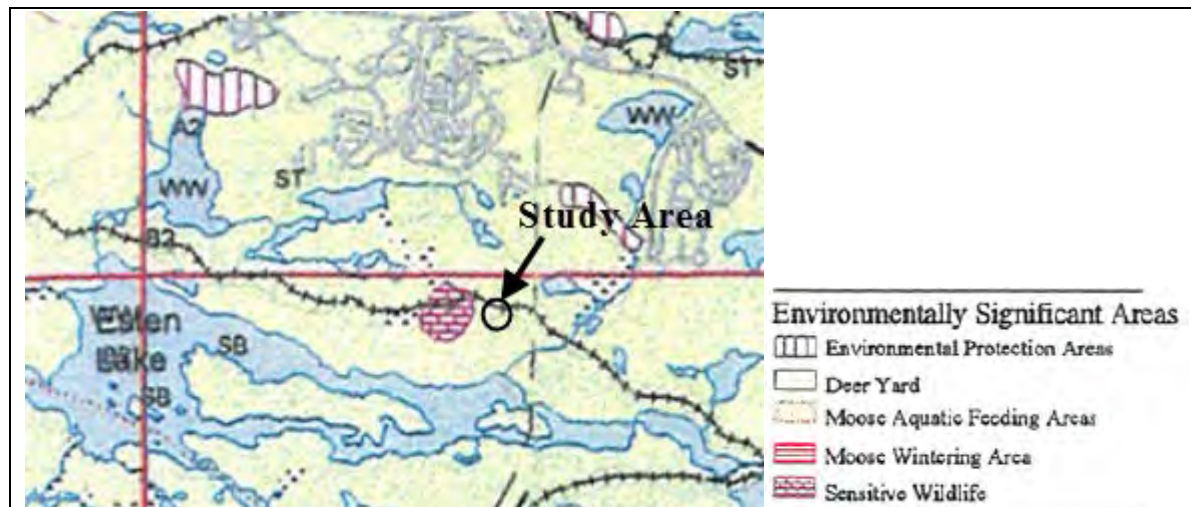 ST
WW
A2
WW
ST
Study Area
B2
Esten
Lake
SB
SB
Environmentally Significant Areas
Environmental Protection Areas
Deer Yard
Moose Aquatic Feeding Areas
Moose Wintering Area
Sensitive Wildlife